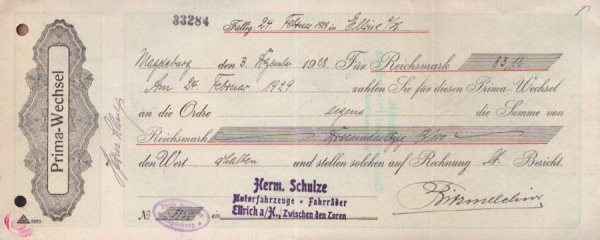 33284
Fällig 24. Februar 1929 in Ellrich a/H.
Magdeburg den 3. Dezember 1928 Für Reichsmark 83.00
Am 24. Februar 1929 zahlen Sie für diesen Prima-Wechsel
an die Ordre eigene die Summe von
Reichsmark
den Wert erhalten und stellen solchen auf Rechnung lt. Bericht.
Herm. Schulze
Motorfahrzeuge • Fahrräder
Ellrich a/H., Zwischen den Toren
№
Prima-Wechsel